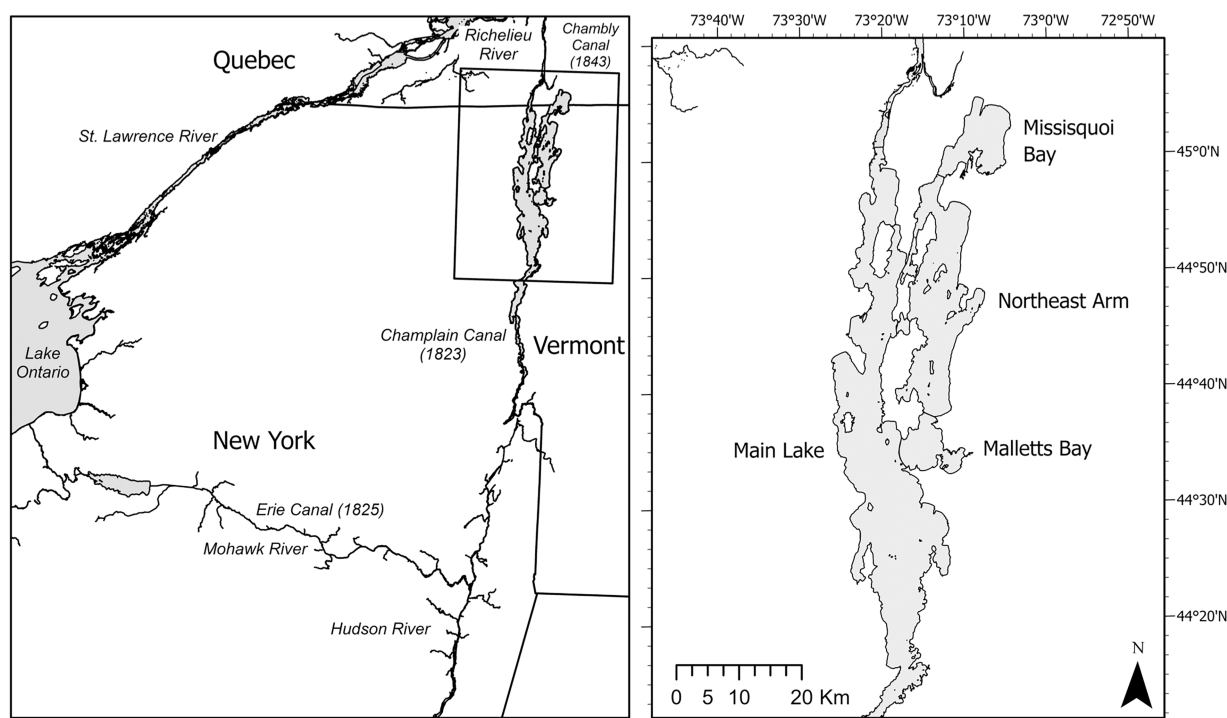 Quebec
Richelieu
River
Chambly
Canal
(1843)
St. Lawrence River
Lake
Ontario
Champlain Canal
(1823)
Vermont
New York
Erie Canal (1825)
Mohawk River
Hudson River
73°40'W 73°30'W 73°20'W 73°10'W 73°0'W 72°50'W
Missisquoi
Bay
45°0'N
44°50'N
Northeast Arm
44°40'N
Main Lake
Malletts Bay
44°30'N
44°20'N
N
0 5 10 20 Km